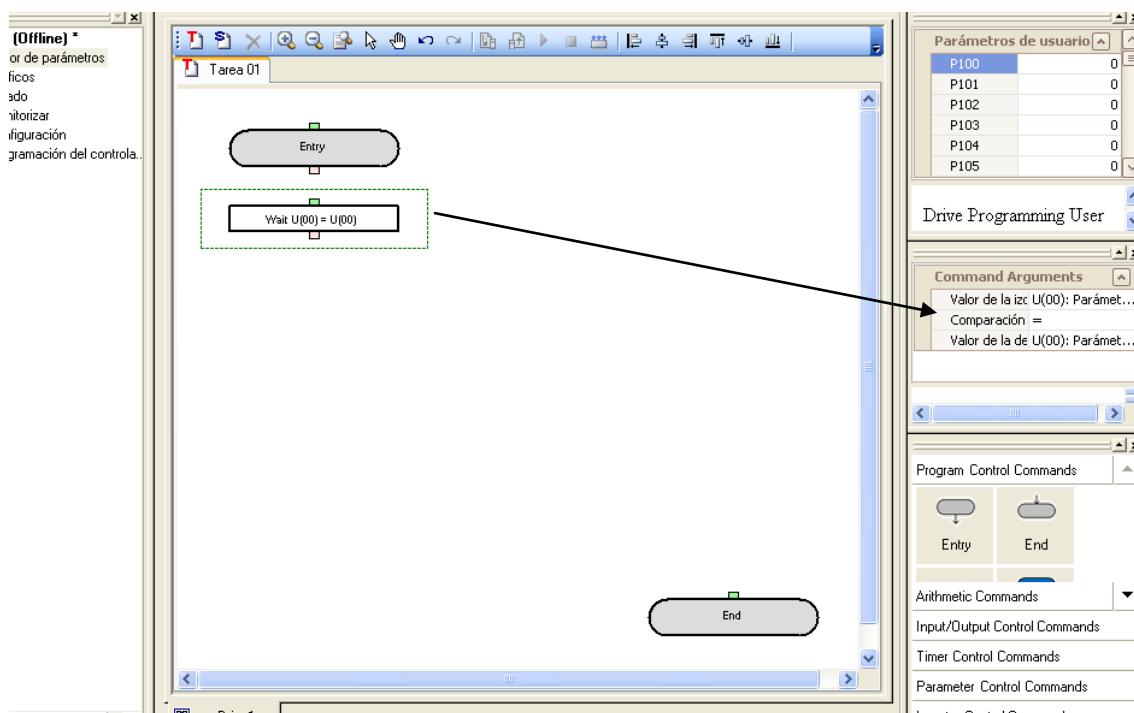 (Offline) *
or de parámetros
ficos
ado
nitorizar
nfiguración
gramación del controla..
Tarea 01
Entry
Wait U(00) = U(00)
End
Parámetros de usuario
P100 0
P101 0
P102 0
P103 0
P104 0
P105 0
Drive Programming User
Command Arguments
Valor de la izc U(00): Parámet...
Comparación =
Valor de la de U(00): Parámet...
Program Control Commands
Entry
End
Arithmetic Commands
Input/Output Control Commands
Timer Control Commands
Parameter Control Commands